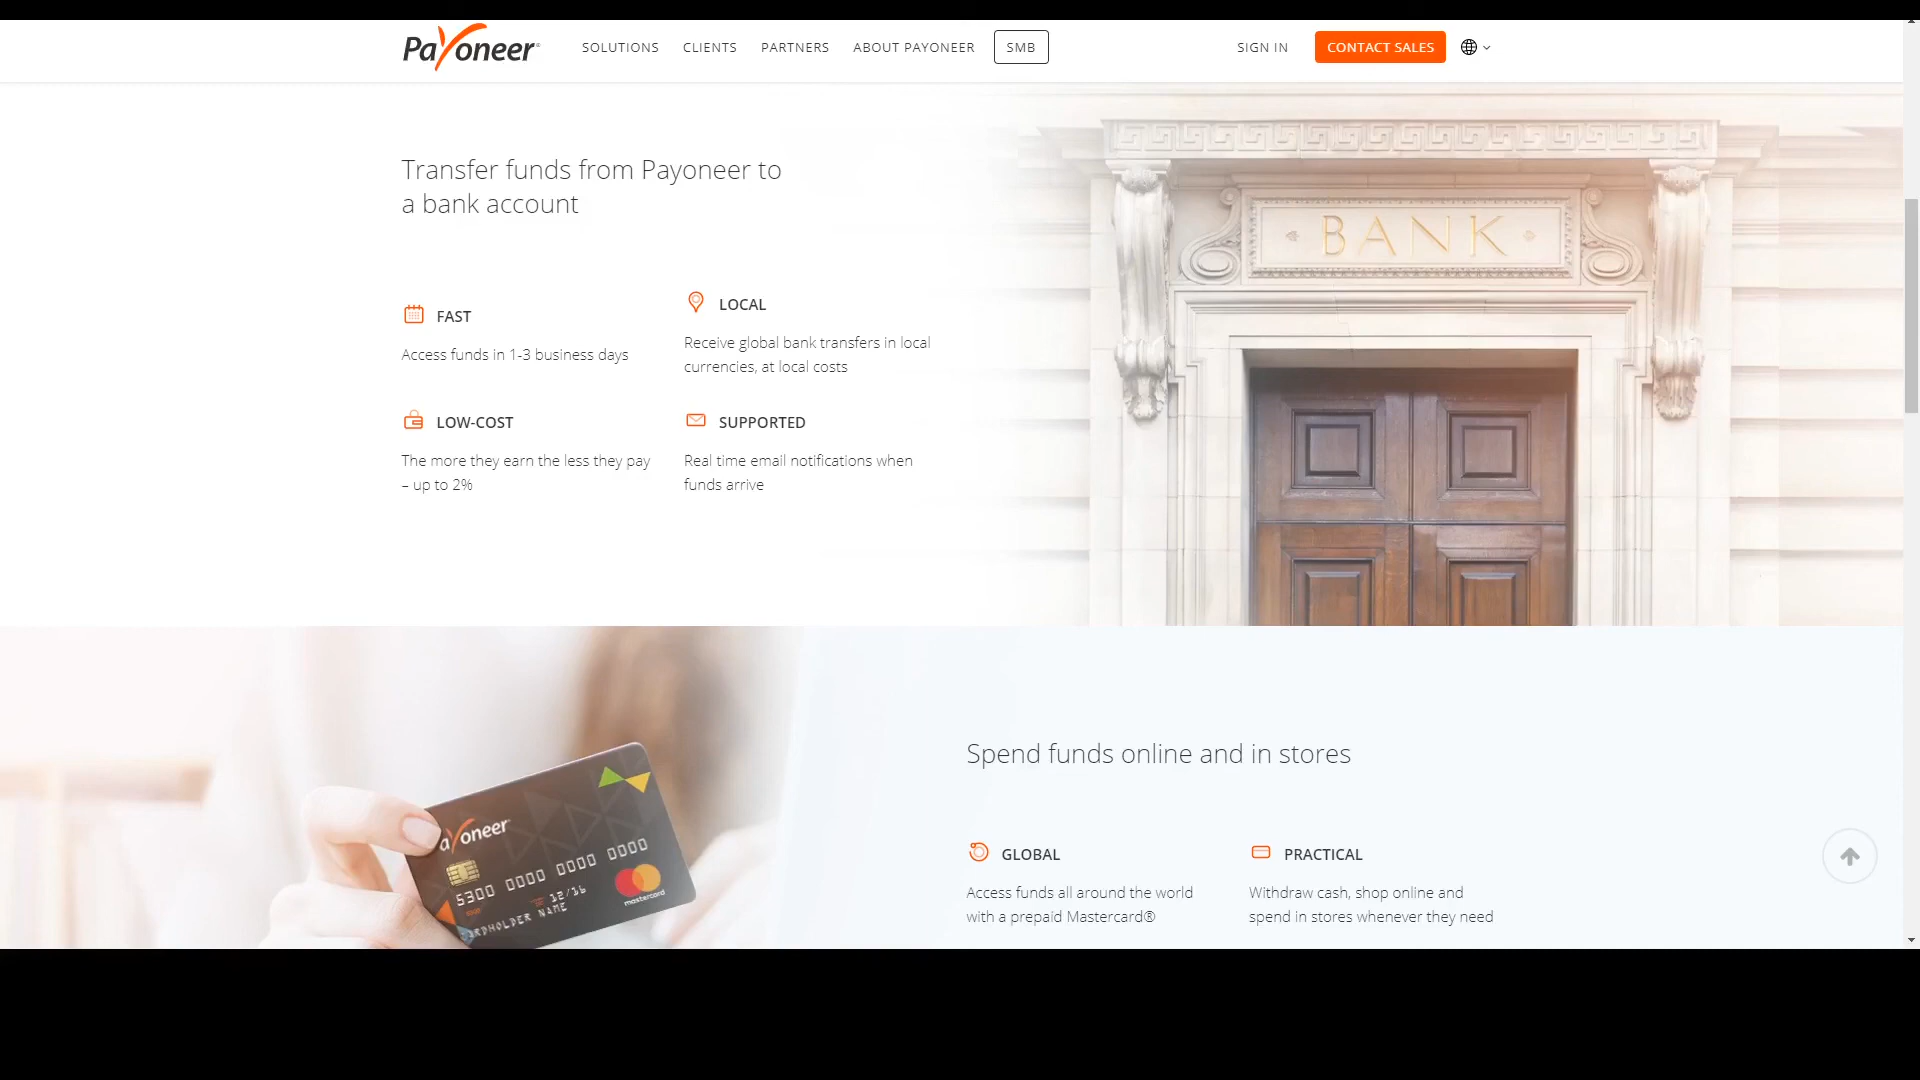 Payoneer
SOLUTIONS
CLIENTS
PARTNERS
ABOUT PAYONEER
SMB
SIGN IN
CONTACT SALES
Transfer funds from Payoneer to
a bank account
FAST
Access funds in 1-3 business days
LOCAL
Receive global bank transfers in local
currencies, at local costs
LOW-COST
The more they earn the less they pay
– up to 2%
SUPPORTED
Real time email notifications when
funds arrive
BANK
Spend funds online and in stores
GLOBAL
Access funds all around the world
with a prepaid Mastercard®
PRACTICAL
Withdraw cash, shop online and
spend in stores whenever they need
ayoneer
5300 0000 0000 0000
12/16
ARDHOLDER NAME
mastercard